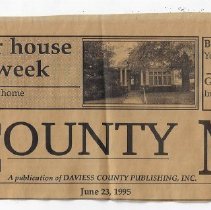 r house
week
home
B
Y
C
COUNTY
A publication of DAVIESS COUNTY PUBLISHING, INC.
June 23, 1995